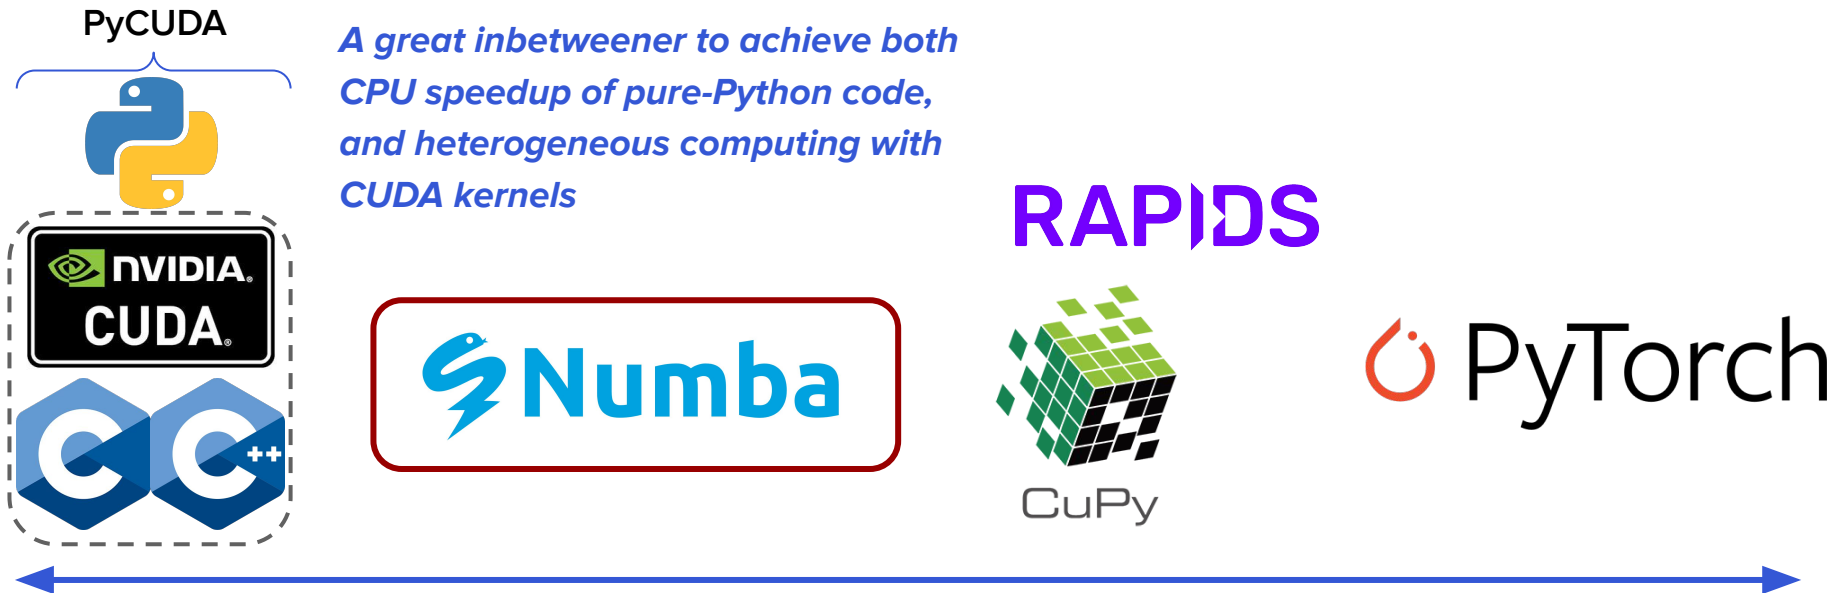 PyCUDA
A great inbetweener to achieve both
CPU speedup of pure-Python code,
and heterogeneous computing with
CUDA kernels
NVIDIA®
CUDA®
C
C++
Numba
RAPIDS
CuPy
PyTorch